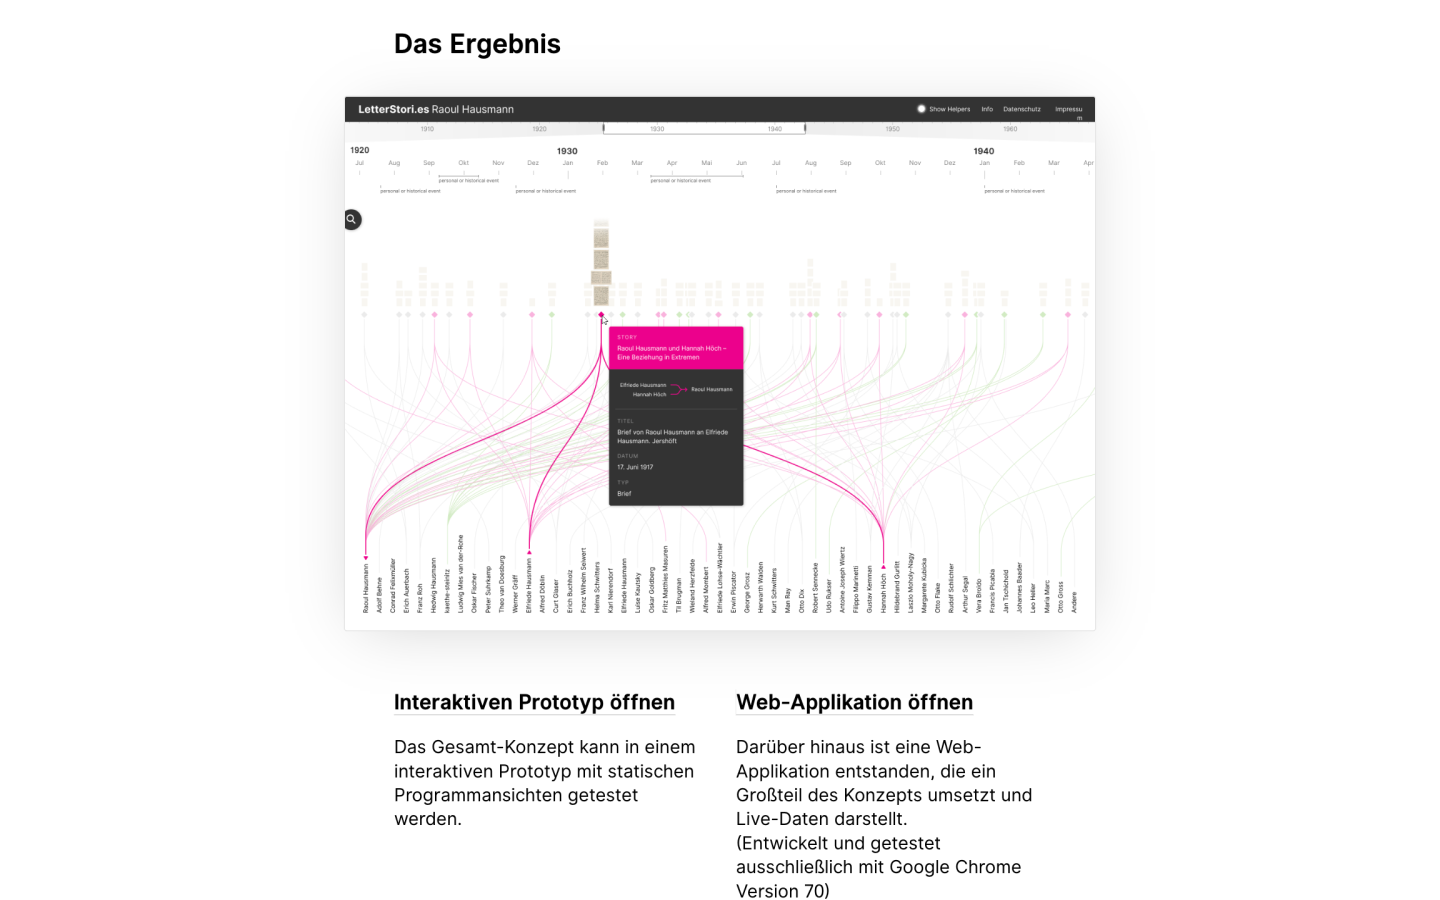 Das Ergebnis
LetterStori.es Raoul Hausmann
Show Helpers
Info
Datenschutz
Impressu
m
1910
1920
1930
1940
1950
1960
1920
1930
1940
Jul
Aug
Sep
Okt
Nov
Dez
Jan
Feb
Mar
Apr
Mai
Jun
Jul
Aug
Sep
Okt
Nov
Dez
Jan
Feb
Mar
Apr
personal or historical event
personal or historical event
personal or historical event
personal or historical event
personal or historical event
personal or historical event
STORY
Raoul Hausmann und Hannah Höch –
Eine Beziehung in Extremen
Elfriede Hausmann
Hannah Höch
Raoul Hausmann
TITEL
Brief von Raoul Hausmann an Elfriede
Hausmann. Jershöft
DATUM
17. Juni 1917
TYP
Brief
Raoul Hausmann
Adolf Behne
Conrad Felixmüller
Erich Auerbach
Franz Roh
Hedwig Hausmann
kaethe-steinitz
Ludwig Mies van der-Rohe
Oskar Fischer
Peter Suhrkamp
Theo van Doesburg
Werner Gräff
Elfriede Hausmann
Alfred Döblin
Curt Glaser
Erich Buchholz
Franz Wilhelm Seiwert
Helma Schwitters
Karl Nierendorf
Elfriede Hausmann
Luise Kautsky
Oskar Goldberg
Fritz Matthies Masuren
Til Brugman
Wieland Herzfelde
Alfred Mombert
Elfriede Lohse-Wächtler
Erwin Piscator
George Grosz
Herwarth Walden
Kurt Schwitters
Man Ray
Otto Dix
Robert Sennecke
Udo Rukser
Antoine Joseph Wiertz
Filippo Marinetti
Gustav Kemman
Hannah Höch
Hildebrand Gurlitt
Laszlo Moholy-Nagy
Margarete Kubicka
Otto Flake
Rudolf Schlichter
Arthur Segal
Vera Broido
Francis Picabia
Jan Tschichold
Johannes Baader
Leo Heller
Maria Marc
Otto Gross
Andere
Interaktiven Prototyp öffnen
Das Gesamt-Konzept kann in einem
interaktiven Prototyp mit statischen
Programmansichten getestet
werden.
Web-Applikation öffnen
Darüber hinaus ist eine Web-
Applikation entstanden, die ein
Großteil des Konzepts umsetzt und
Live-Daten darstellt.
(Entwickelt und getestet
ausschließlich mit Google Chrome
Version 70)